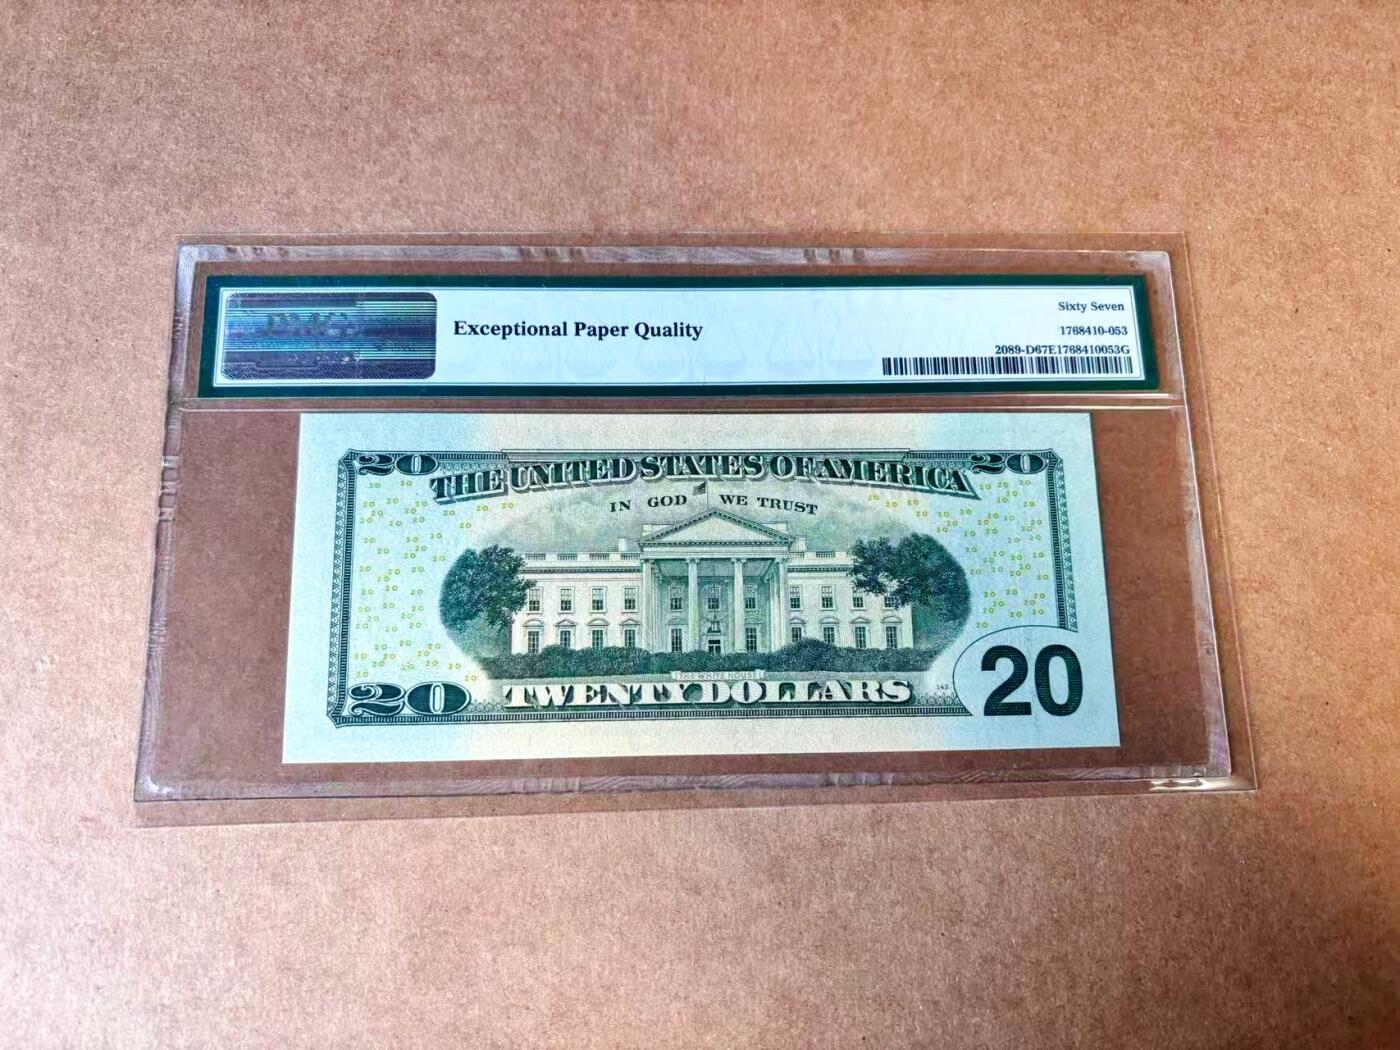 Exceptional Paper Quality
Sixty Seven
1768410-053
2089-D67E1768410053G
20
20
THE UNITED STATES OF AMERICA
IN GOD WE TRUST
THE WHITE HOUSE
20
TWENTY DOLLARS
20